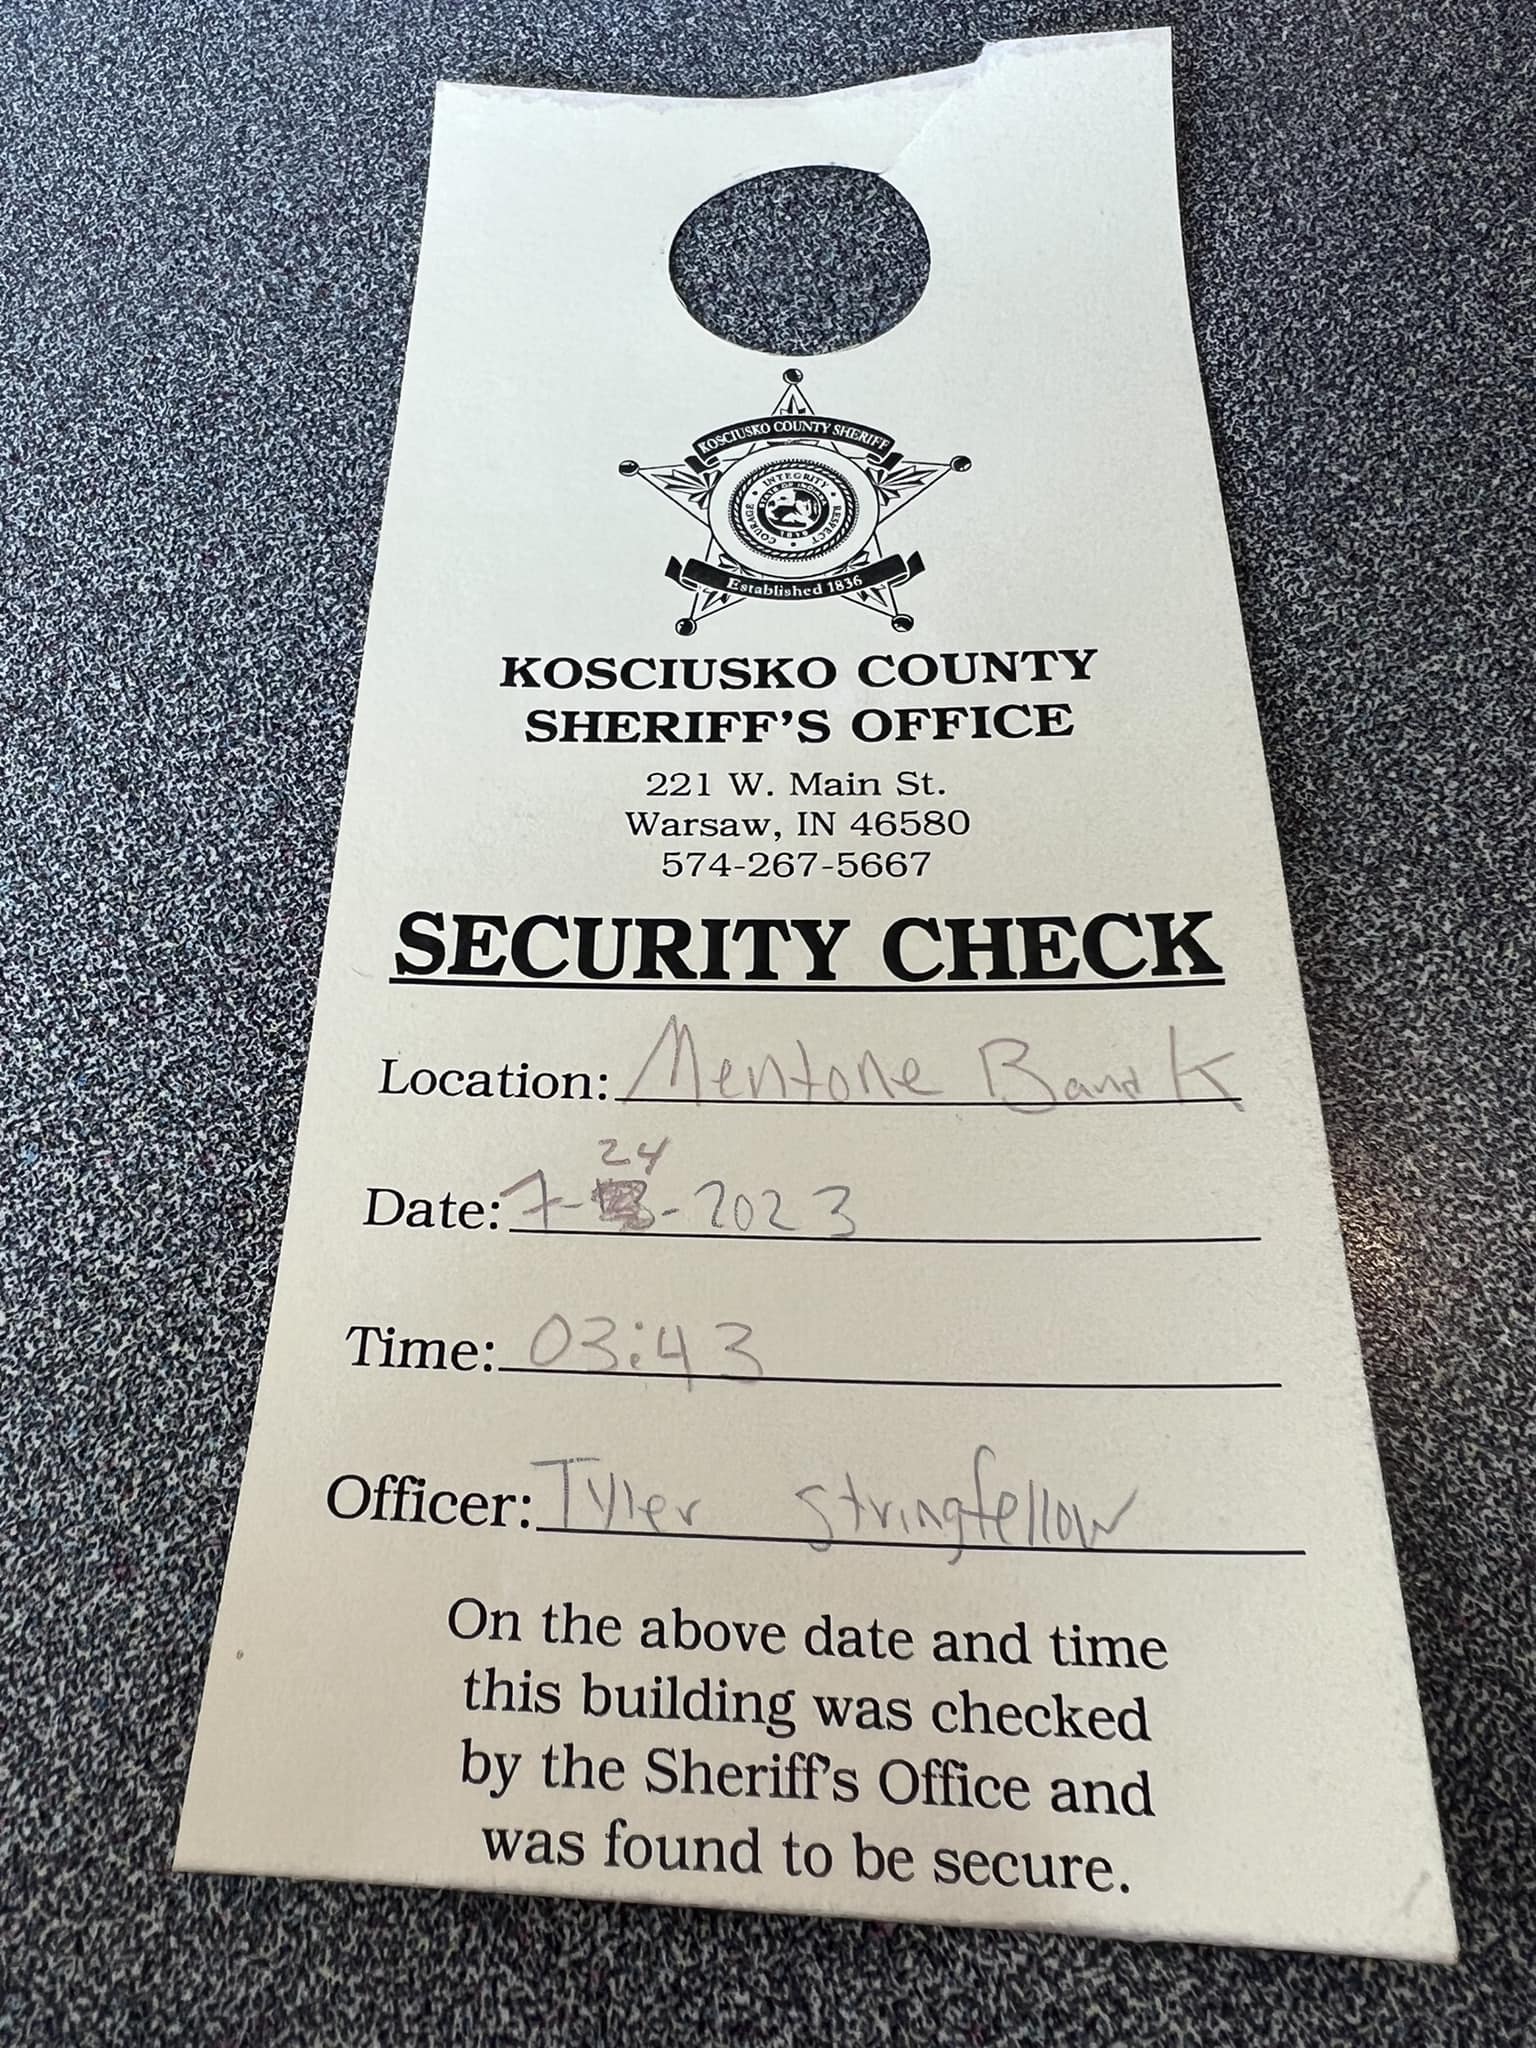 KOSCIUSKO COUNTY SHERIFF
INTEGRITY
COURAGE
RESPECT
Established 1836
KOSCIUSKO COUNTY
SHERIFF'S OFFICE
221 W. Main St.
Warsaw, IN 46580
574-267-5667
SECURITY CHECK
Location: Mentone Bank
24
Date: 7- -2023
Time: 03:43
Officer: Tyler Stringfellow
On the above date and time
this building was checked
by the Sheriff's Office and
was found to be secure.